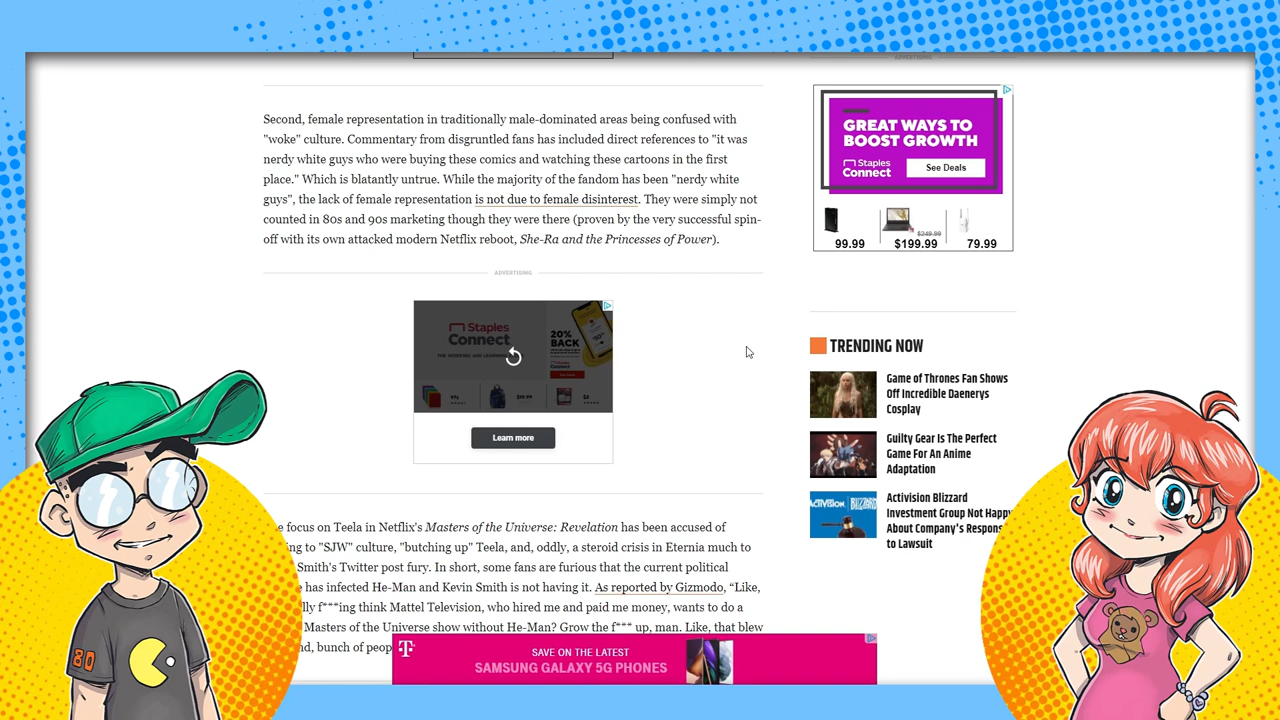 ADVERTISING
Second, female representation in traditionally male-dominated areas being confused with
"woke" culture. Commentary from disgruntled fans has included direct references to "it was
nerdy white guys who were buying these comics and watching these cartoons in the first
place." Which is blatantly untrue. While the majority of the fandom has been "nerdy white
guys", the lack of female representation is not due to female disinterest. They were simply not
counted in 80s and 90s marketing though they were there (proven by the very successful spin-
off with its own attacked modern Netflix reboot, She-Ra and the Princesses of Power).
ADVERTISING
Staples
Connect
THE WORKING AND LEARNING
20%
BACK
Learn more
e focus on Teela in Netflix's Masters of the Universe: Revelation has been accused of
ing to "SJW" culture, "butching up" Teela, and, oddly, a steroid crisis in Eternia much to
Smith's Twitter post fury. In short, some fans are furious that the current political
e has infected He-Man and Kevin Smith is not having it. As reported by Gizmodo, “Like,
lly f***ing think Mattel Television, who hired me and paid me money, wants to do a
Masters of the Universe show without He-Man? Grow the f*** up, man. Like, that blew
nd, bunch of peop
GREAT WAYS TO
BOOST GROWTH
Staples
Connect
See Deals
99.99
$249.99
$199.99
79.99
TRENDING NOW
Game of Thrones Fan Shows
Off Incredible Daenerys
Cosplay
Guilty Gear Is The Perfect
Game For An Anime
Adaptation
Activision Blizzard
Investment Group Not Happy
About Company's Respons
to Lawsuit
T
SAVE ON THE LATEST
SAMSUNG GALAXY 5G PHONES
80